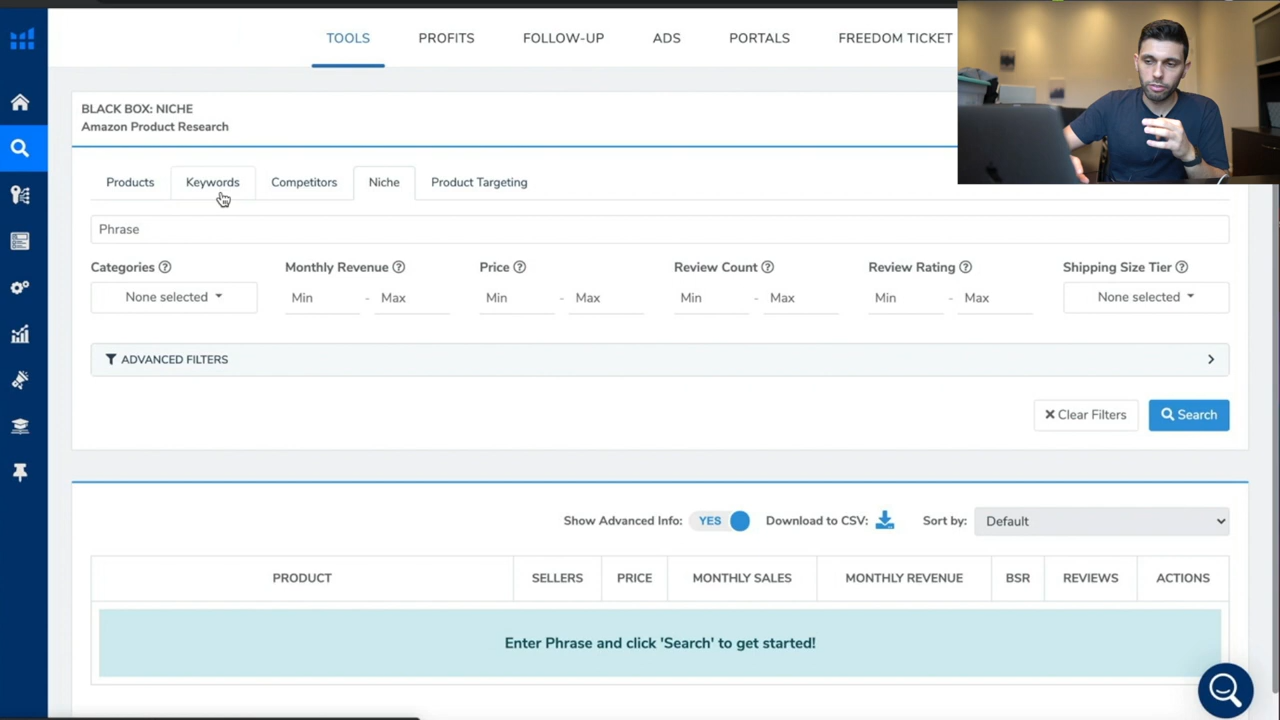 TOOLS PROFITS FOLLOW-UP ADS PORTALS FREEDOM TICKET
BLACK BOX: NICHE
Amazon Product Research
Products Keywords Competitors Niche Product Targeting
Phrase
Categories Monthly Revenue Price Review Count Review Rating Shipping Size Tier
None selected Min - Max Min - Max Min - Max Min - Max None selected
ADVANCED FILTERS
Clear Filters Search
Show Advanced Info: YES Download to CSV: Sort by: Default
PRODUCT SELLERS PRICE MONTHLY SALES MONTHLY REVENUE BSR REVIEWS ACTIONS
Enter Phrase and click 'Search' to get started!